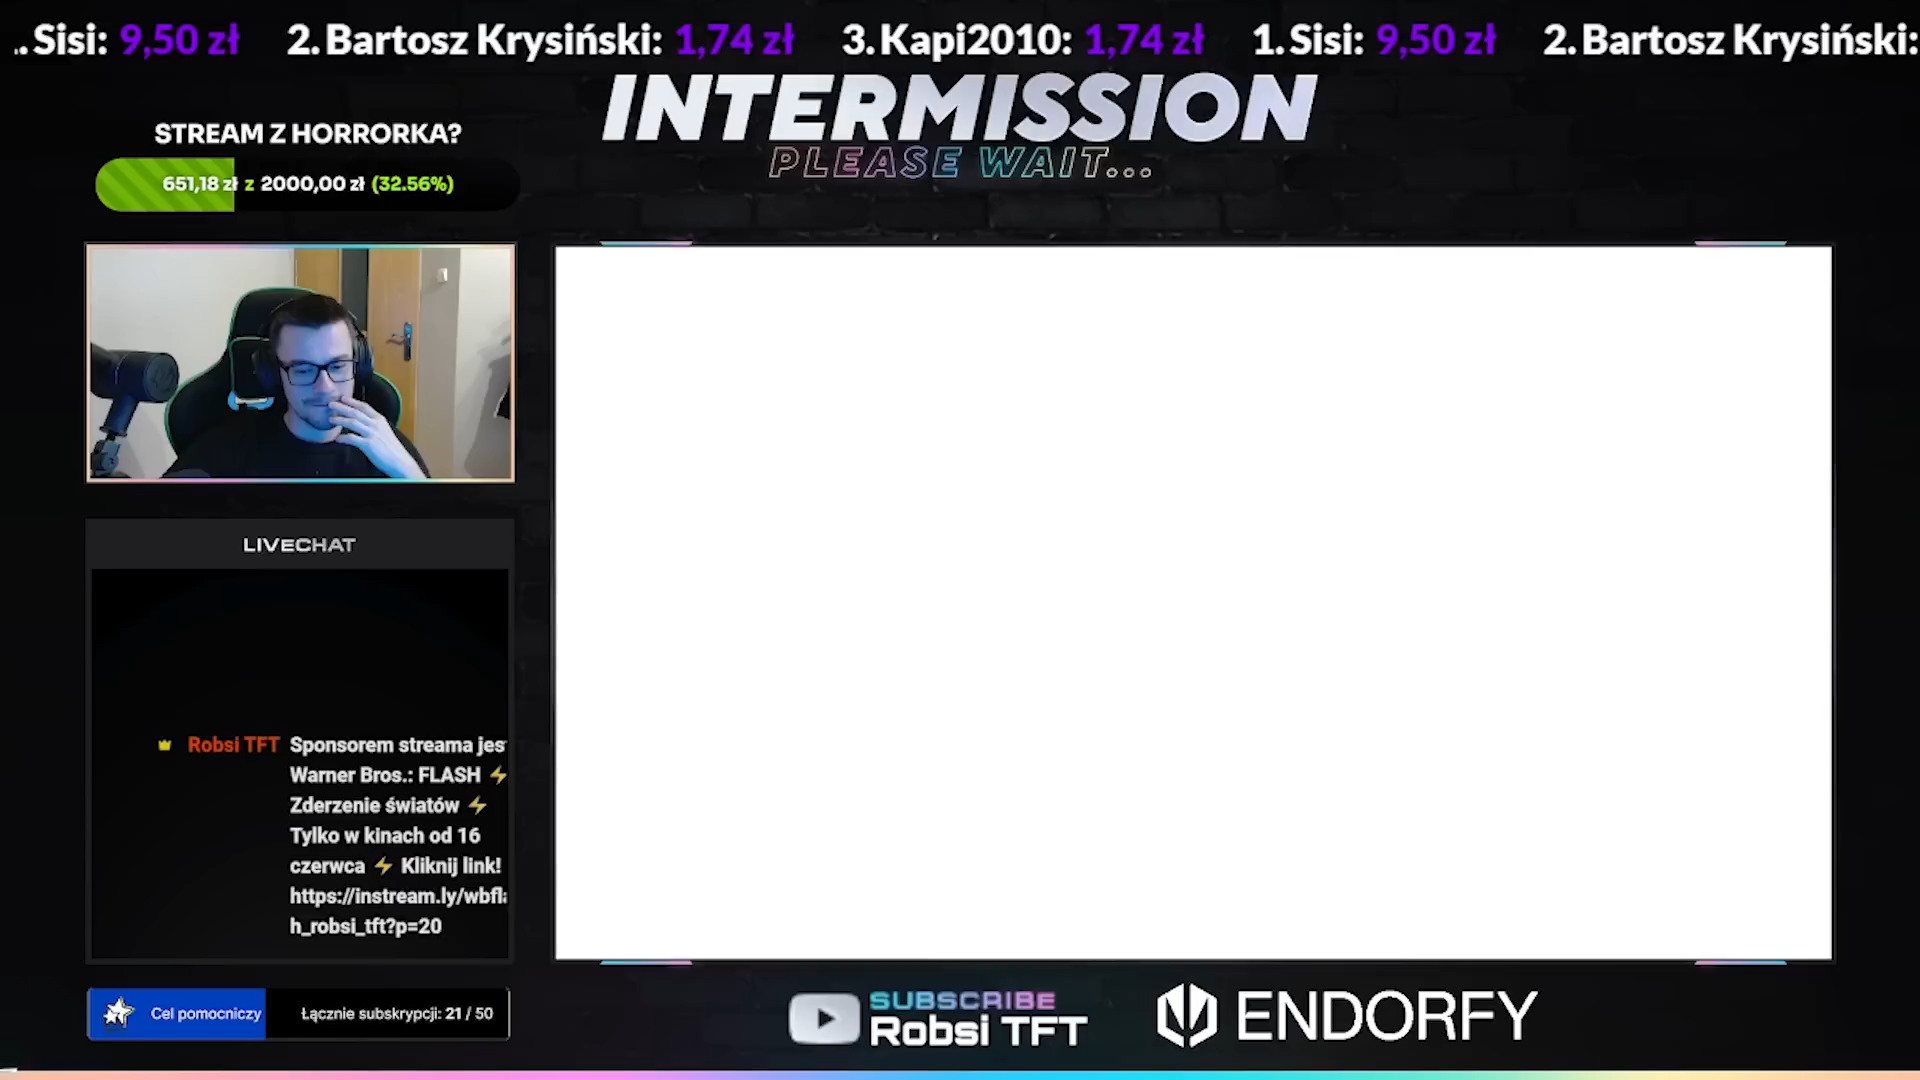 .Sisi: 9,50 zł 2. Bartosz Krysiński: 1,74 zł 3. Kapi2010: 1,74 zł 1. Sisi: 9,50 zł 2. Bartosz Krysiński:
INTERMISSION
PLEASE WAIT...
STREAM Z HORRORKA?
651,18 zł z 2000,00 zł (32.56%)
LIVECHAT
Robsi TFT Sponsorem streama jes
Warner Bros.: FLASH ⚡
Zderzenie światów ⚡
Tylko w kinach od 16
czerwca ⚡ Kliknij link!
https://instream.ly/wbfla
h_robsi_tft?p=20
Cel pomocniczy Łącznie subskrypcji: 21 / 50
SUBSCRIBE
Robsi TFT
ENDORFY